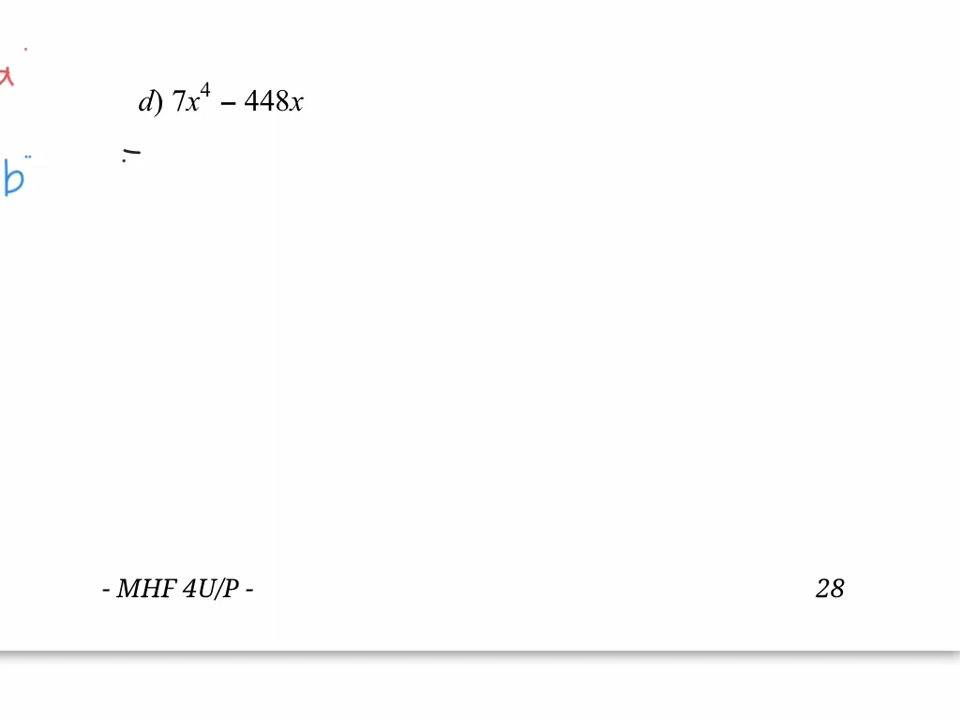 a
d) 7x⁴ – 448x
=
b
- MHF 4U/P -
28